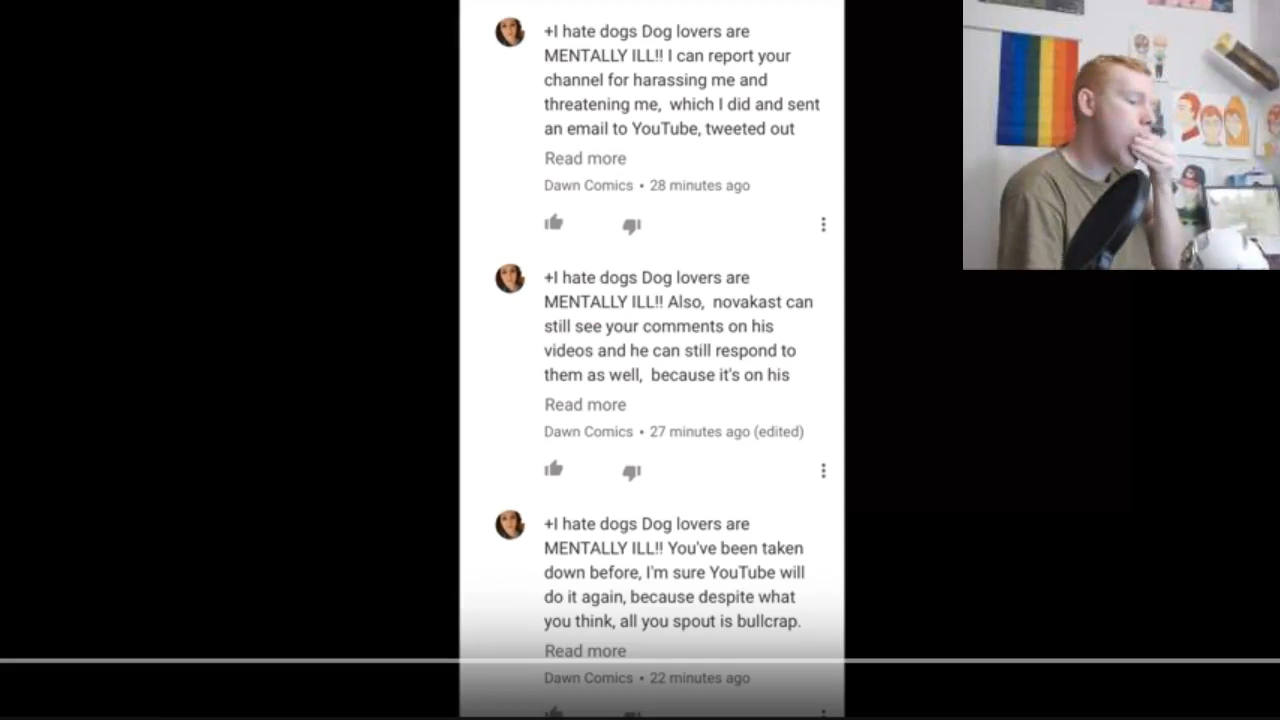 +I hate dogs Dog lovers are
MENTALLY ILL!! I can report your
channel for harassing me and
threatening me,  which I did and sent
an email to YouTube, tweeted out
Read more
Dawn Comics • 28 minutes ago
+I hate dogs Dog lovers are
MENTALLY ILL!! Also,  novakast can
still see your comments on his
videos and he can still respond to
them as well,  because it's on his
Read more
Dawn Comics • 27 minutes ago (edited)
+I hate dogs Dog lovers are
MENTALLY ILL!! You've been taken
down before, I'm sure YouTube will
do it again, because despite what
you think, all you spout is bullcrap.
Read more
Dawn Comics • 22 minutes ago